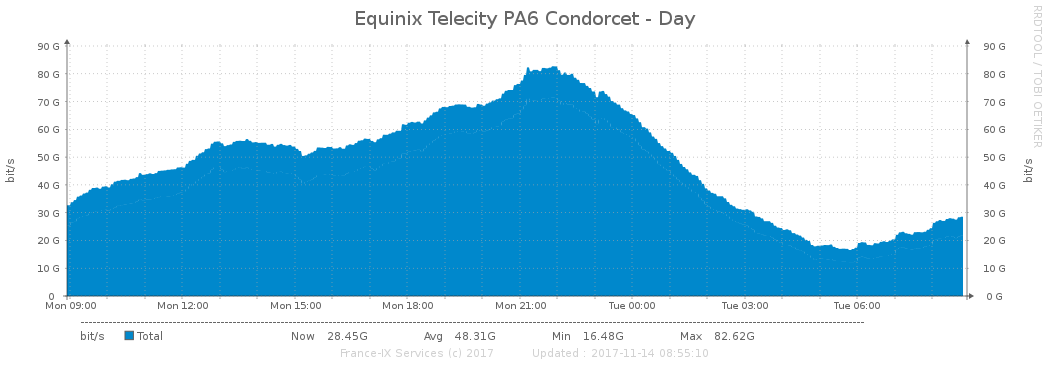 Equinix Telecity PA6 Condorcet - Day
RRDTOOL / TOBI OETIKER
90 G 90 G
80 G 80 G
70 G 70 G
60 G 60 G
50 G 50 G
40 G 40 G
30 G 30 G
20 G 20 G
10 G 10 G
0 0 G
bit/s bit/s
Mon 09:00 Mon 12:00 Mon 15:00 Mon 18:00 Mon 21:00 Tue 00:00 Tue 03:00 Tue 06:00
bit/s Total Now 28.45G Avg 48.31G Min 16.48G Max 82.62G
France-IX Services (c) 2017 Updated : 2017-11-14 08:55:10